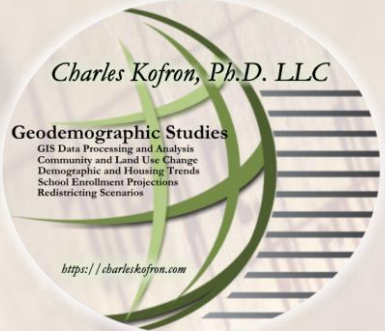 Charles Kofron, Ph.D. LLC
Geodemographic Studies
GIS Data Processing and Analysis
Community and Land Use Change
Demographic and Housing Trends
School Enrollment Projections
Redistricting Scenarios
https://charleskofron.com